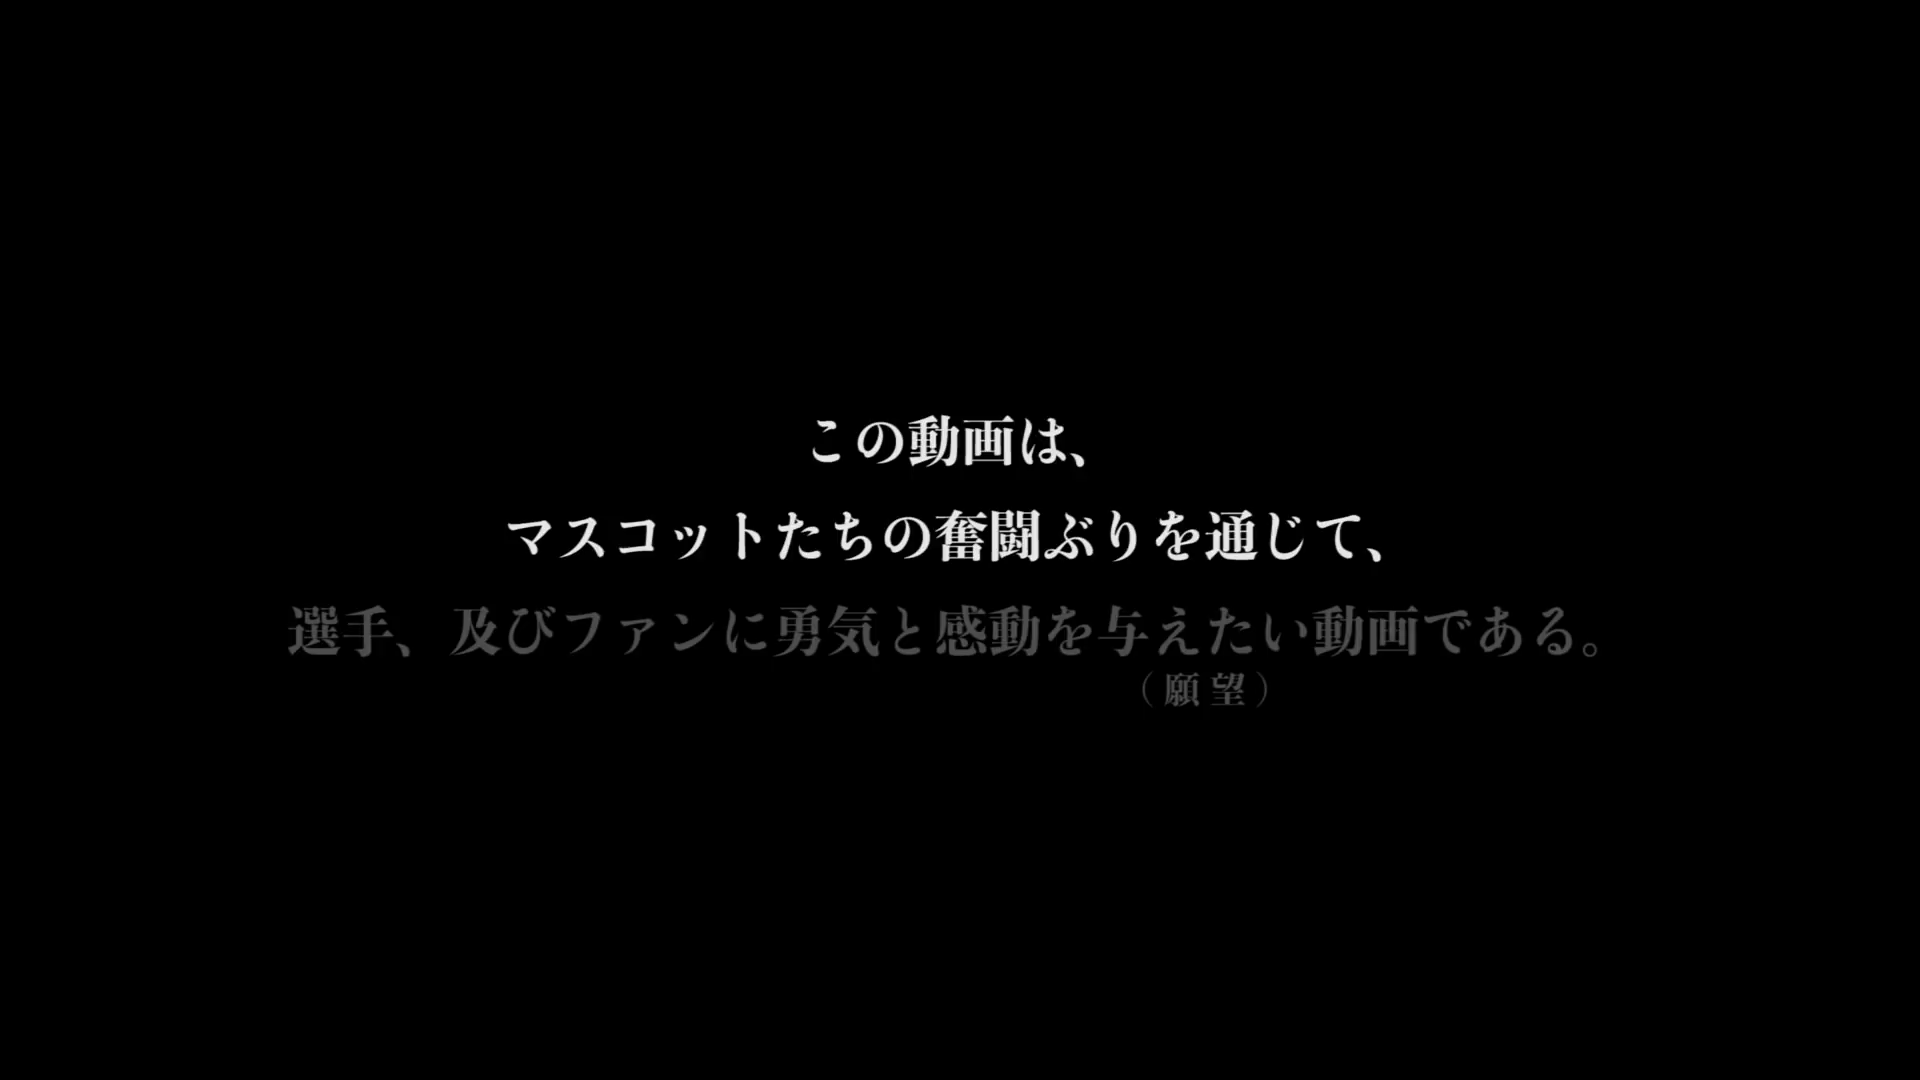 この動画は、
マスコットたちの奮闘ぶりを通じて、
選手、及びファンに勇気と感動を与えたい動画である。
（願望）